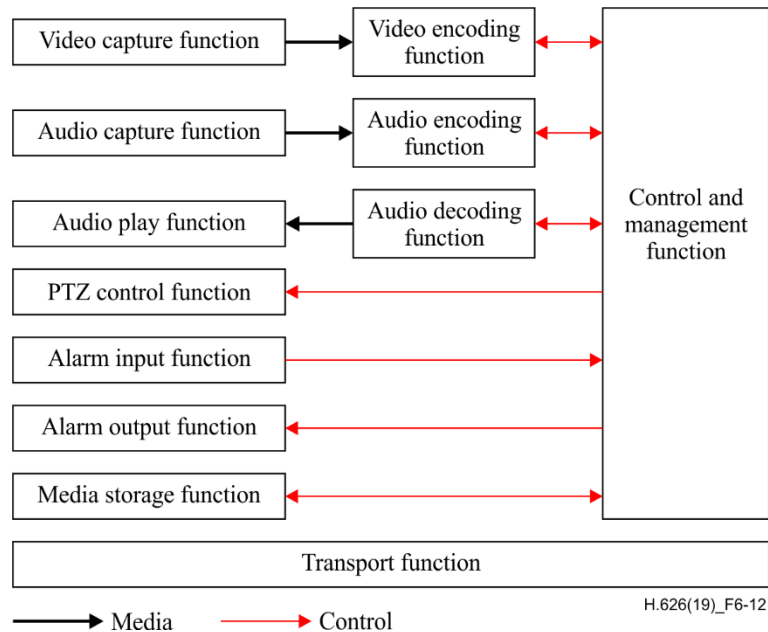 Video capture function
Video encoding
function
Audio capture function
Audio encoding
function
Audio play function
Audio decoding
function
Control and
management
function
PTZ control function
Alarm input function
Alarm output function
Media storage function
Transport function
H.626(19)_F6-12
Media
Control